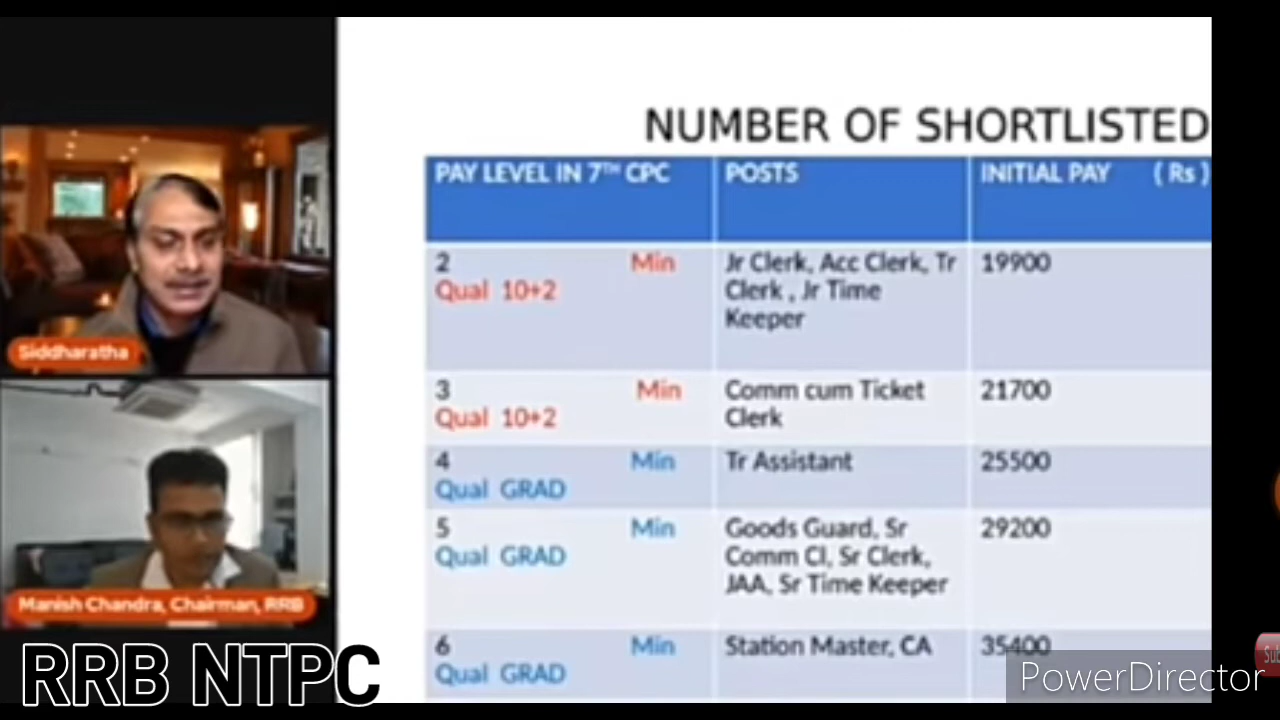 NUMBER OF SHORTLISTED
PAY LEVEL IN 7TH CPC POSTS INITIAL PAY ( Rs )
2 Min Jr Clerk, Acc Clerk, Tr 19900
Qual 10+2 Clerk , Jr Time
Keeper
3 Min Comm cum Ticket 21700
Qual 10+2 Clerk
4 Min Tr Assistant 25500
Qual GRAD
5 Min Goods Guard, Sr 29200
Qual GRAD Comm Cl, Sr Clerk,
JAA, Sr Time Keeper
6 Min Station Master, CA 35400
Qual GRAD
Siddharatha
Manish Chandra, Chairman, RRB
RRB NTPC
PowerDirector
Sub